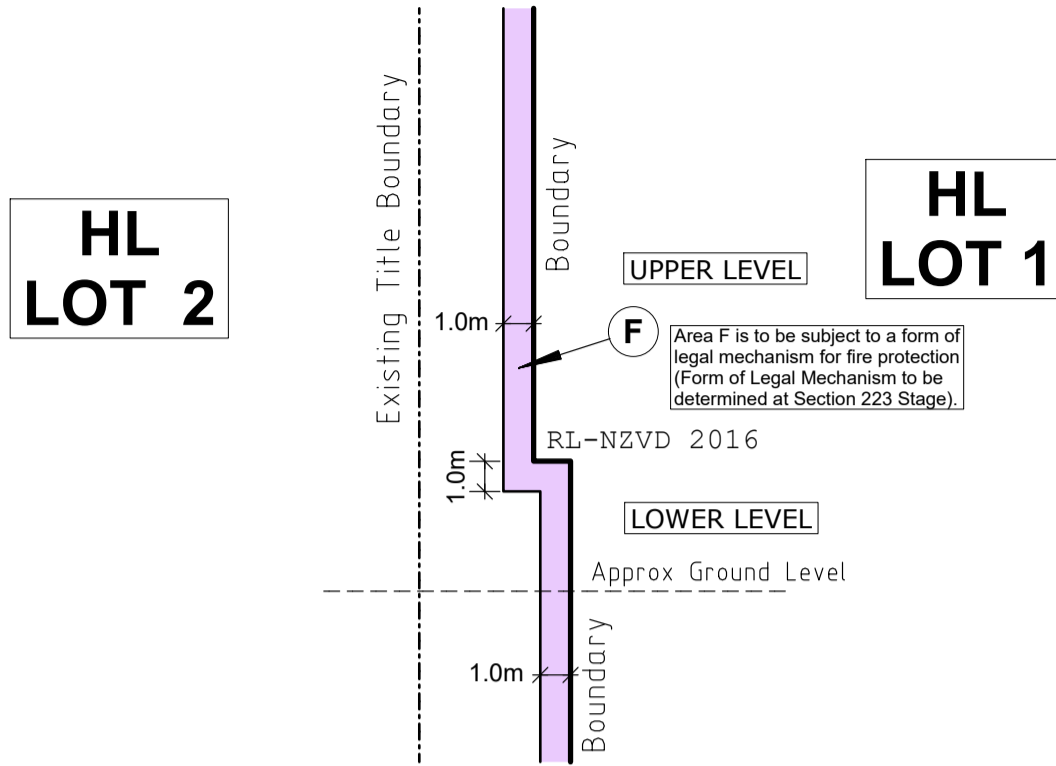 HL
LOT 2
Existing Title Boundary
Boundary
HL
LOT 1
UPPER LEVEL
1.0m
F
Area F is to be subject to a form of
legal mechanism for fire protection
(Form of Legal Mechanism to be
determined at Section 223 Stage).
RL-NZVD 2016
1.0m
LOWER LEVEL
Approx Ground Level
1.0m
Boundary